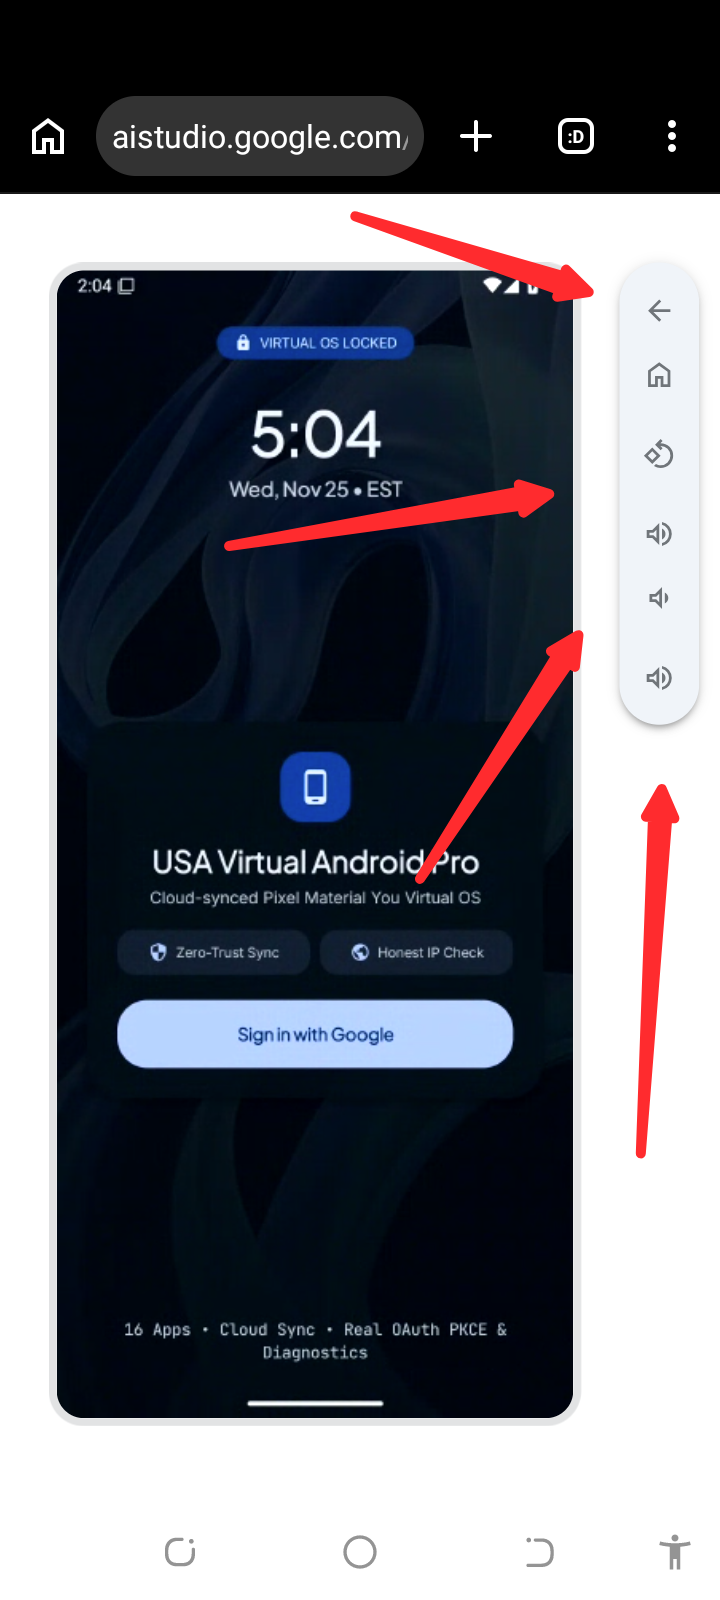 aistudio.google.com/
:D
2:04
VIRTUAL OS LOCKED
5:04
Wed, Nov 25 • EST
USA Virtual Android Pro
Cloud-synced Pixel Material You Virtual OS
Zero-Trust Sync
Honest IP Check
Sign in with Google
16 Apps • Cloud Sync • Real OAuth PKCE &
Diagnostics